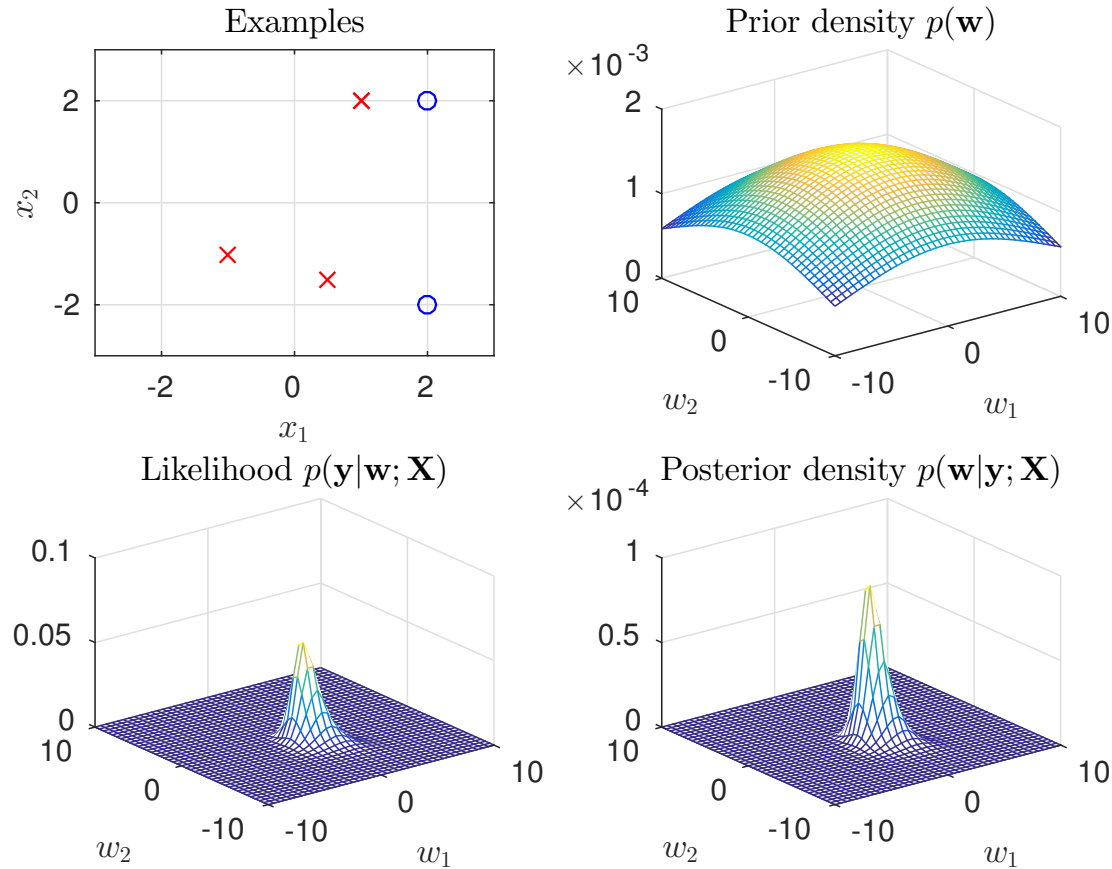 Examples
2
0
-2
x₂
-2
0
2
x₁
Prior density p(w)
×10⁻³
2
1
0
10
0
-10
w₂
-10
0
10
w₁
Likelihood p(y|w; X)
0.1
0.05
0
10
0
-10
w₂
-10
0
10
w₁
Posterior density p(w|y; X)
×10⁻⁴
1
0.5
0
10
0
-10
w₂
-10
0
10
w₁